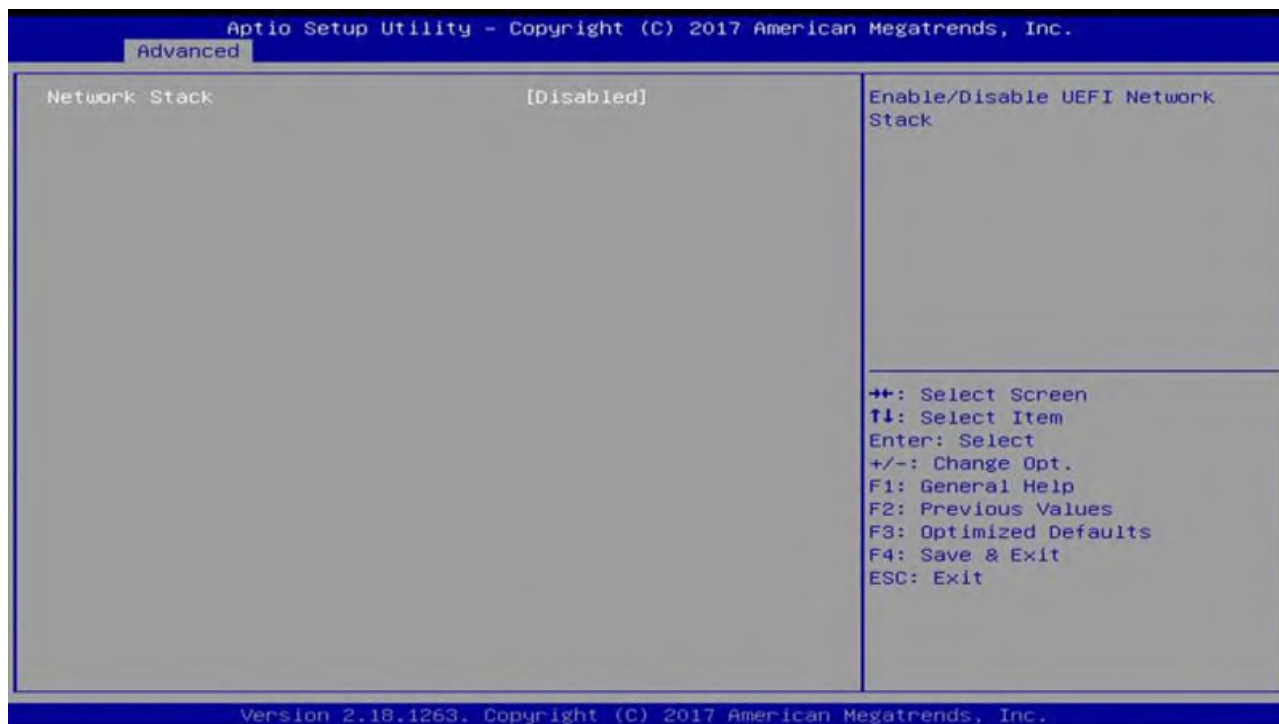 Aptio Setup Utility – Copyright (C) 2017 American Megatrends, Inc.
Advanced
Network Stack [Disabled]
Enable/Disable UEFI Network
Stack
→←: Select Screen
↑↓: Select Item
Enter: Select
+/-: Change Opt.
F1: General Help
F2: Previous Values
F3: Optimized Defaults
F4: Save & Exit
ESC: Exit
Version 2.18.1263. Copyright (C) 2017 American Megatrends, Inc.